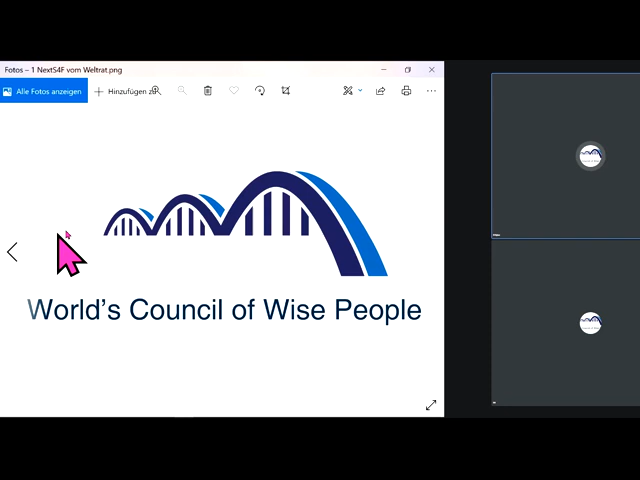 Fotos – 1 NextS4F vom Weltrat.png
Alle Fotos anzeigen
Hinzufügen zu
World's Council of Wise People